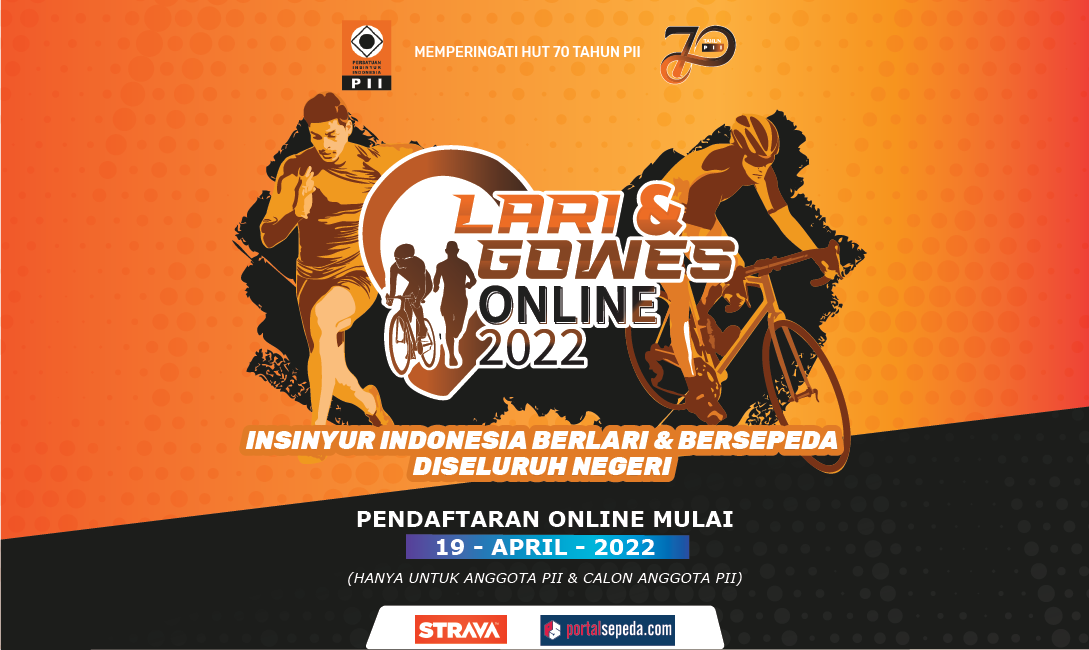 PERSATUAN
INSINYUR
INDONESIA
PII
MEMPERINGATI HUT 70 TAHUN PII
70
TAHUN
PII
LARI &
GOWES
ONLINE
2022
INSINYUR INDONESIA BERLARI & BERSEPEDA
DISELURUH NEGERI
PENDAFTARAN ONLINE MULAI
19 - APRIL - 2022
(HANYA UNTUK ANGGOTA PII & CALON ANGGOTA PII)
STRAVA
portalsepeda.com